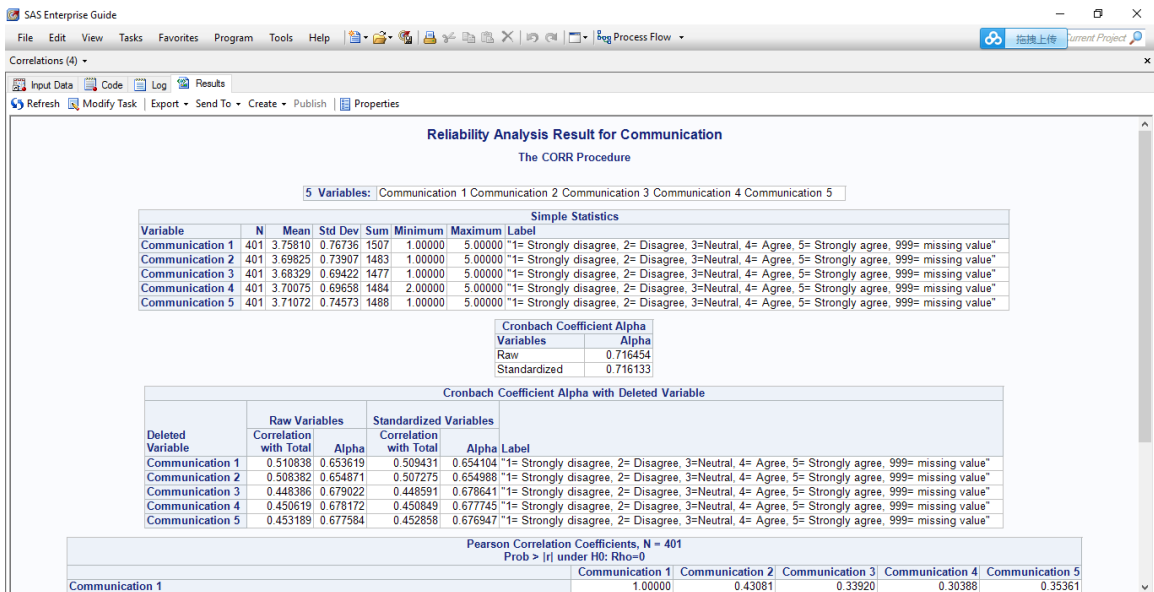 SAS Enterprise Guide
File Edit View Tasks Favorites Program Tools Help Process Flow
拖拽上传 Current Project
Correlations (4)
Input Data Code Log Results
Refresh Modify Task Export Send To Create Publish Properties
Reliability Analysis Result for Communication
The CORR Procedure
5 Variables: Communication 1 Communication 2 Communication 3 Communication 4 Communication 5
Simple Statistics
Variable N Mean Std Dev Sum Minimum Maximum Label
Communication 1 401 3.75810 0.76736 1507 1.00000 5.00000 "1= Strongly disagree, 2= Disagree, 3=Neutral, 4= Agree, 5= Strongly agree, 999= missing value"
Communication 2 401 3.69825 0.73907 1483 1.00000 5.00000 "1= Strongly disagree, 2= Disagree, 3=Neutral, 4= Agree, 5= Strongly agree, 999= missing value"
Communication 3 401 3.68329 0.69422 1477 1.00000 5.00000 "1= Strongly disagree, 2= Disagree, 3=Neutral, 4= Agree, 5= Strongly agree, 999= missing value"
Communication 4 401 3.70075 0.69658 1484 2.00000 5.00000 "1= Strongly disagree, 2= Disagree, 3=Neutral, 4= Agree, 5= Strongly agree, 999= missing value"
Communication 5 401 3.71072 0.74573 1488 1.00000 5.00000 "1= Strongly disagree, 2= Disagree, 3=Neutral, 4= Agree, 5= Strongly agree, 999= missing value"
Cronbach Coefficient Alpha
Variables Alpha
Raw 0.716454
Standardized 0.716133
Cronbach Coefficient Alpha with Deleted Variable
Raw Variables Standardized Variables
Deleted Correlation Correlation
Variable with Total Alpha with Total Alpha Label
Communication 1 0.510838 0.653619 0.509431 0.654104 "1= Strongly disagree, 2= Disagree, 3=Neutral, 4= Agree, 5= Strongly agree, 999= missing value"
Communication 2 0.508382 0.654871 0.507275 0.654988 "1= Strongly disagree, 2= Disagree, 3=Neutral, 4= Agree, 5= Strongly agree, 999= missing value"
Communication 3 0.448386 0.679022 0.448591 0.678641 "1= Strongly disagree, 2= Disagree, 3=Neutral, 4= Agree, 5= Strongly agree, 999= missing value"
Communication 4 0.450619 0.678172 0.450849 0.677745 "1= Strongly disagree, 2= Disagree, 3=Neutral, 4= Agree, 5= Strongly agree, 999= missing value"
Communication 5 0.453189 0.677584 0.452858 0.676947 "1= Strongly disagree, 2= Disagree, 3=Neutral, 4= Agree, 5= Strongly agree, 999= missing value"
Pearson Correlation Coefficients, N = 401
Prob > |r| under H0: Rho=0
Communication 1 Communication 2 Communication 3 Communication 4 Communication 5
Communication 1 1.00000 0.43081 0.33920 0.30388 0.35361